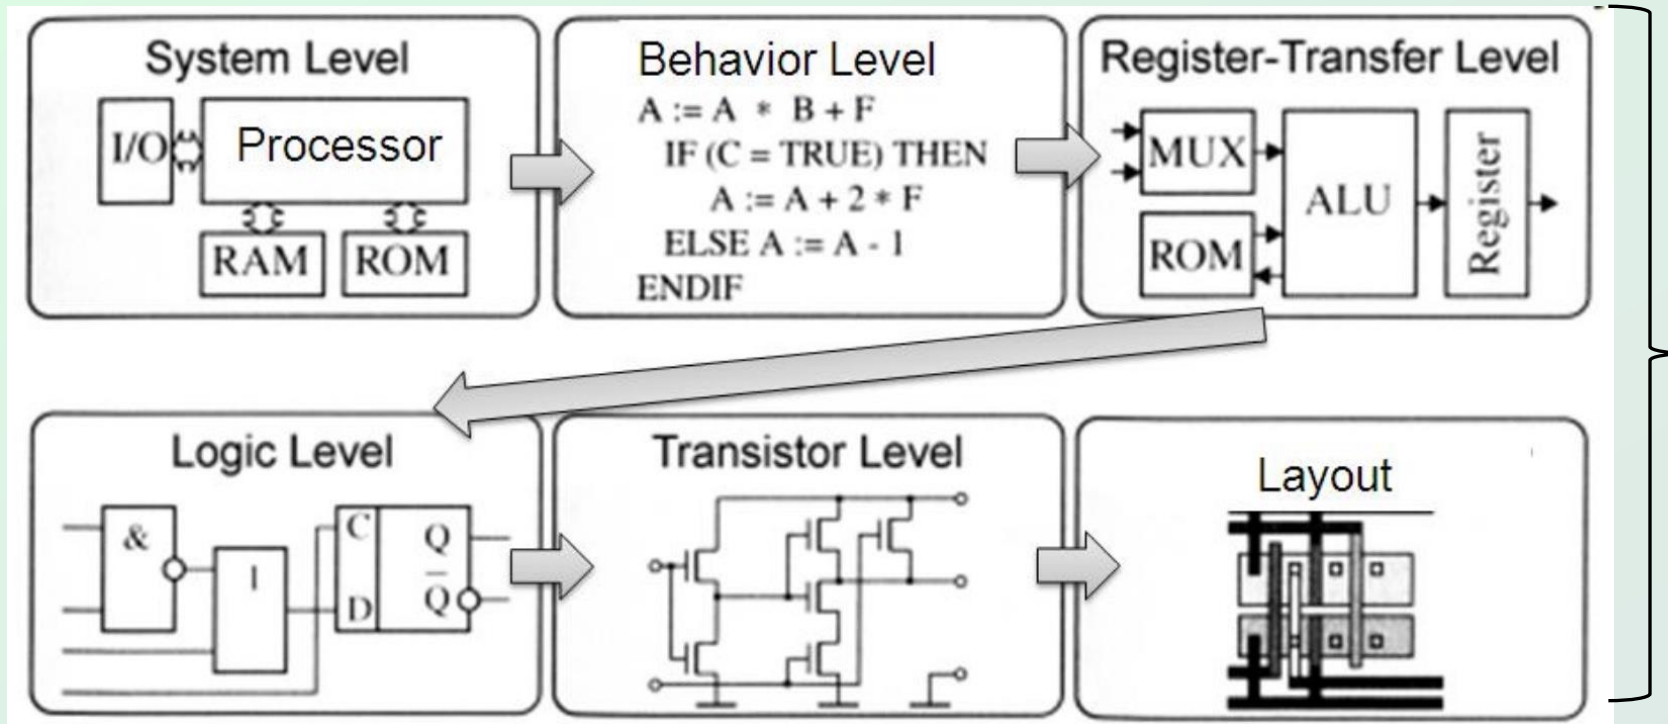 System Level
I/O
Processor
RAM
ROM
Behavior Level
A := A * B + F
IF (C = TRUE) THEN
A := A + 2 * F
ELSE A := A - 1
ENDIF
Register-Transfer Level
MUX
ROM
ALU
Register
Logic Level
&
1
C
D
Q
Q̅
Transistor Level
Layout